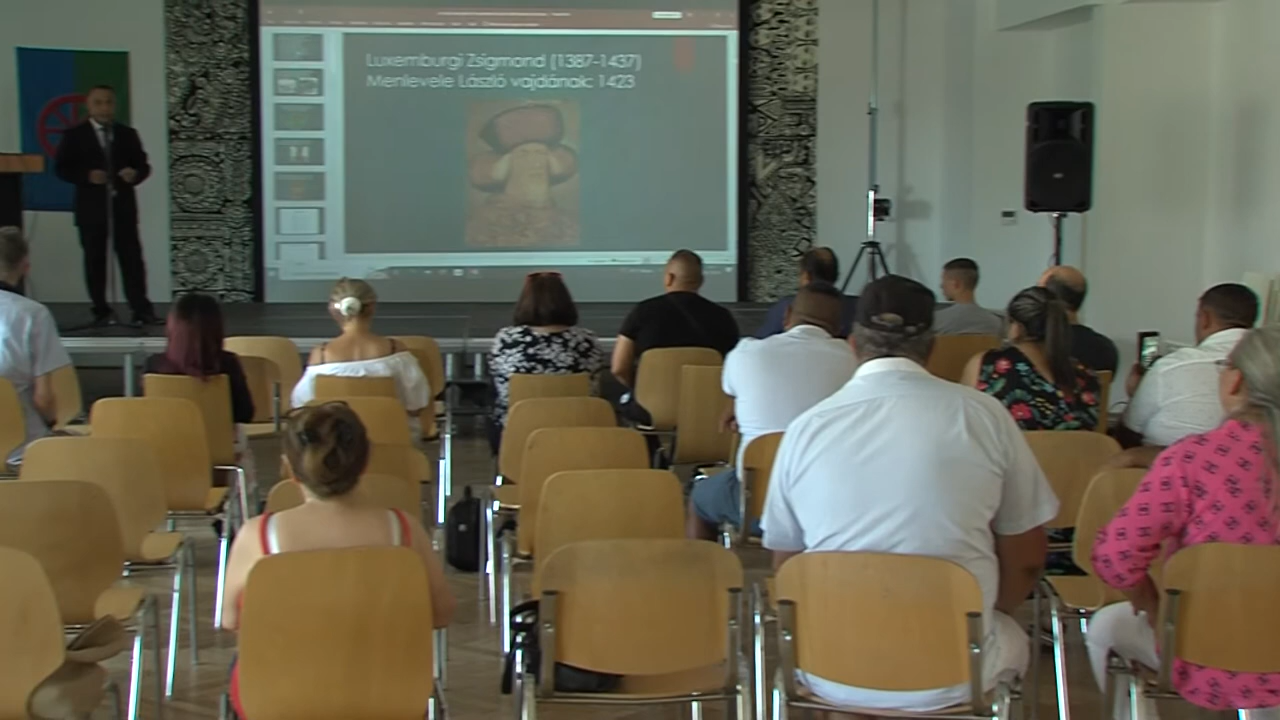 Luxemburgi Zsigmond (1387-1437)
Menlevele László vajdának: 1423